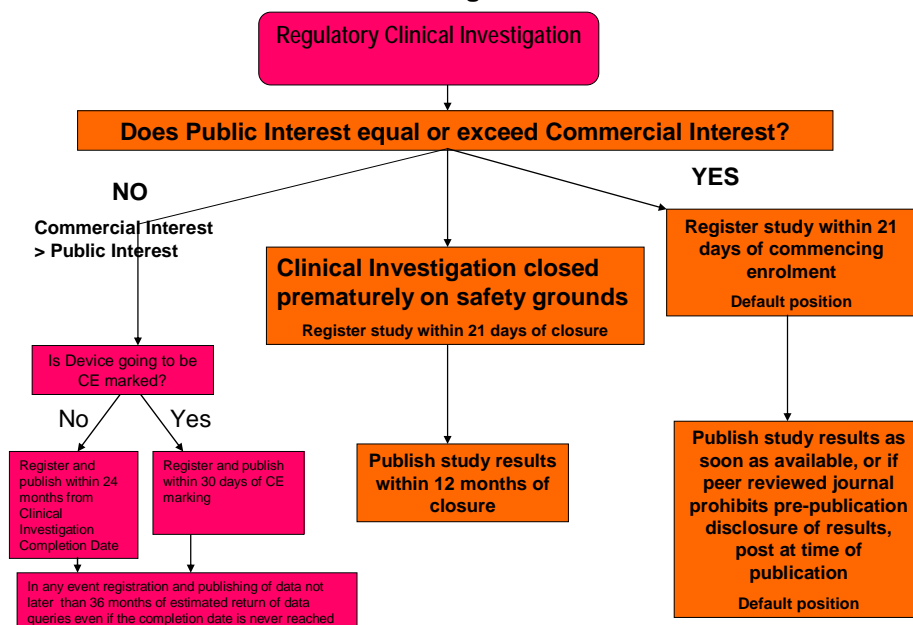 Regulatory Clinical Investigation
Does Public Interest equal or exceed Commercial Interest?
NO
YES
Commercial Interest
> Public Interest
Register study within 21
days of commencing
enrolment
Default position
Clinical Investigation closed
prematurely on safety grounds
Register study within 21 days of closure
Is Device going to be
CE marked?
No
Yes
Register and
publish within 24
months from
Clinical
Investigation
Completion Date
Register and publish
within 30 days of CE
marking
Publish study results
within 12 months of
closure
Publish study results as
soon as available, or if
peer reviewed journal
prohibits pre-publication
disclosure of results,
post at time of
publication
Default position
In any event registration and publishing of data not
later than 36 months of estimated return of data
queries even if the completion date is never reached